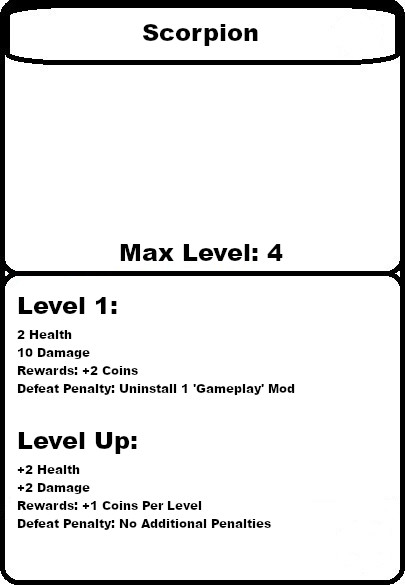 Scorpion
Max Level: 4
Level 1:
2 Health
10 Damage
Rewards: +2 Coins
Defeat Penalty: Uninstall 1 'Gameplay' Mod
Level Up:
+2 Health
+2 Damage
Rewards: +1 Coins Per Level
Defeat Penalty: No Additional Penalties